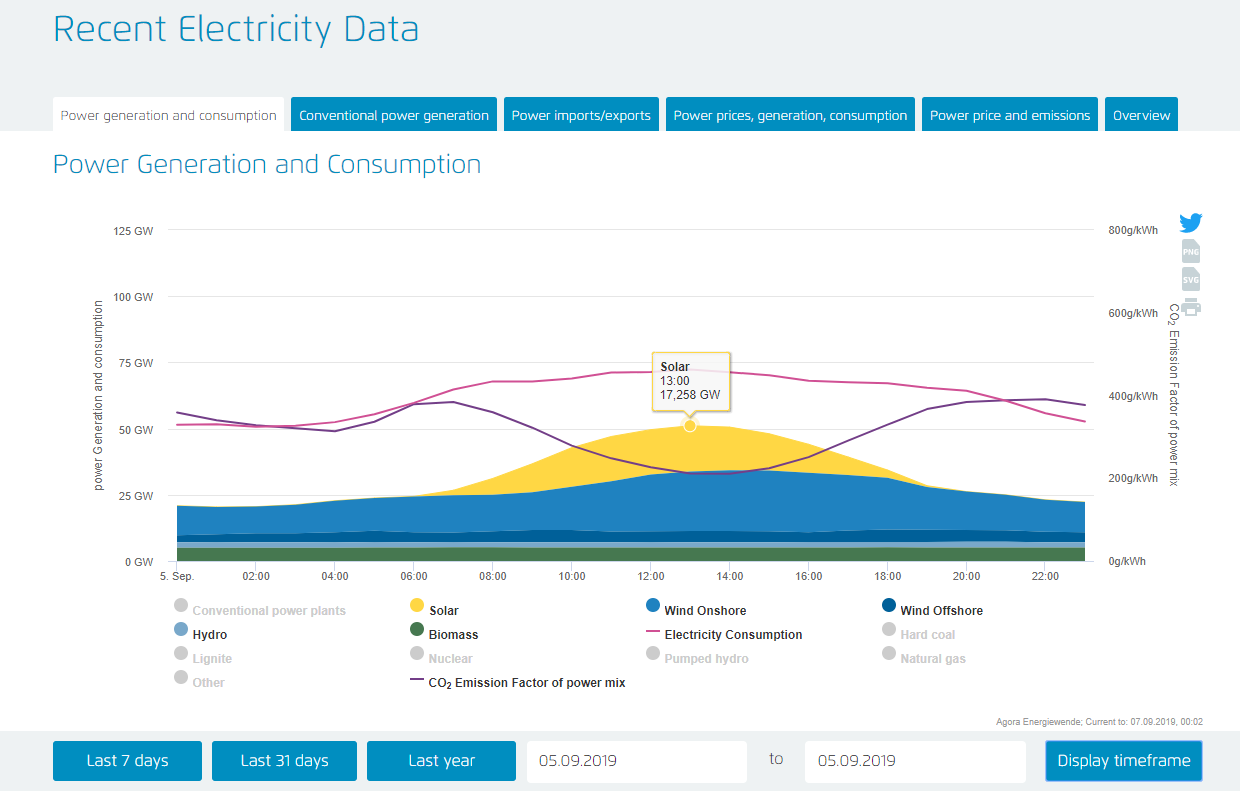 Recent Electricity Data
Power generation and consumption
Conventional power generation
Power imports/exports
Power prices, generation, consumption
Power price and emissions
Overview
Power Generation and Consumption
125 GW
100 GW
75 GW
50 GW
25 GW
0 GW
power Generation and consumption
800g/kWh
600g/kWh
400g/kWh
200g/kWh
0g/kWh
CO2 Emission Factor of power mix
PNG
SVG
Solar
13:00
17,258 GW
5. Sep. 02:00 04:00 06:00 08:00 10:00 12:00 14:00 16:00 18:00 20:00 22:00
Conventional power plants Solar Wind Onshore Wind Offshore
Hydro Biomass Electricity Consumption Hard coal
Lignite Nuclear Pumped hydro Natural gas
Other CO2 Emission Factor of power mix
Agora Energiewende; Current to: 07.09.2019, 00:02
Last 7 days Last 31 days Last year 05.09.2019 to 05.09.2019 Display timeframe